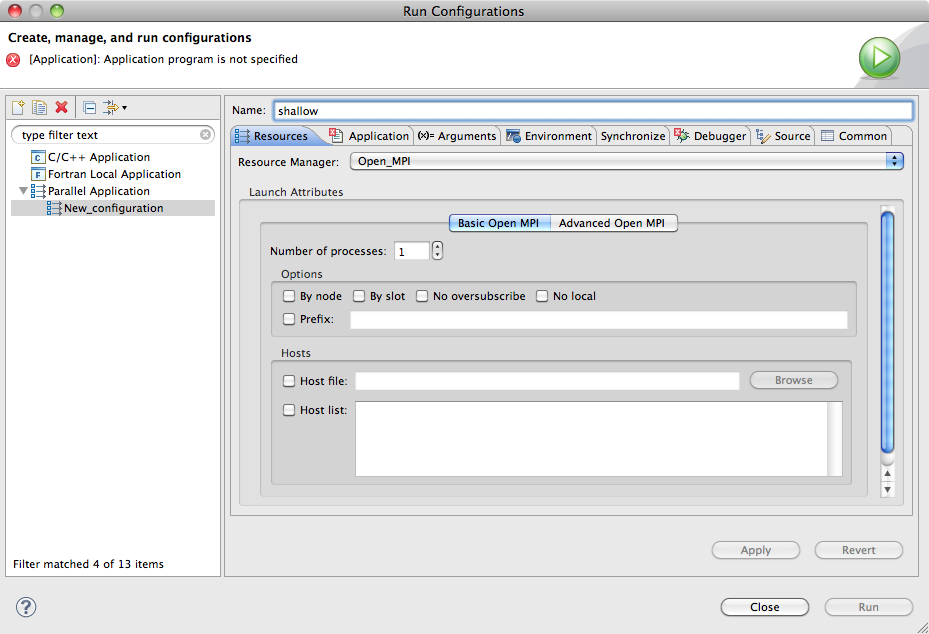 Run Configurations
Create, manage, and run configurations
[Application]: Application program is not specified
Name: shallow
type filter text
C/C++ Application
Fortran Local Application
Parallel Application
New_configuration
Filter matched 4 of 13 items
Resources Application (x)= Arguments Environment Synchronize Debugger Source Common
Resource Manager: Open_MPI
Launch Attributes
Basic Open MPI Advanced Open MPI
Number of processes: 1
Options
By node By slot No oversubscribe No local
Prefix:
Hosts
Host file: Browse
Host list:
Apply Revert
? Close Run